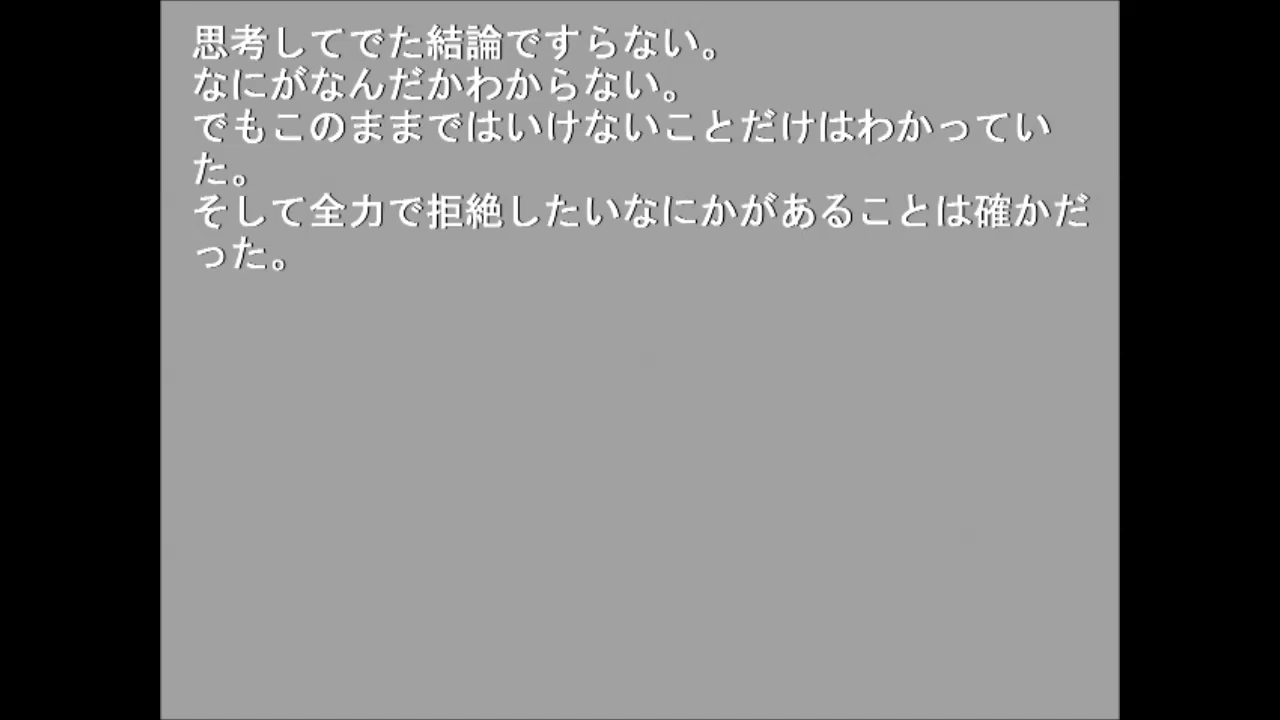 思考してでた結論ですらない。
なにがなんだかわからない。
でもこのままではいけないことだけはわかってい
た。
そして全力で拒絶したいなにかがあることは確かだ
った。